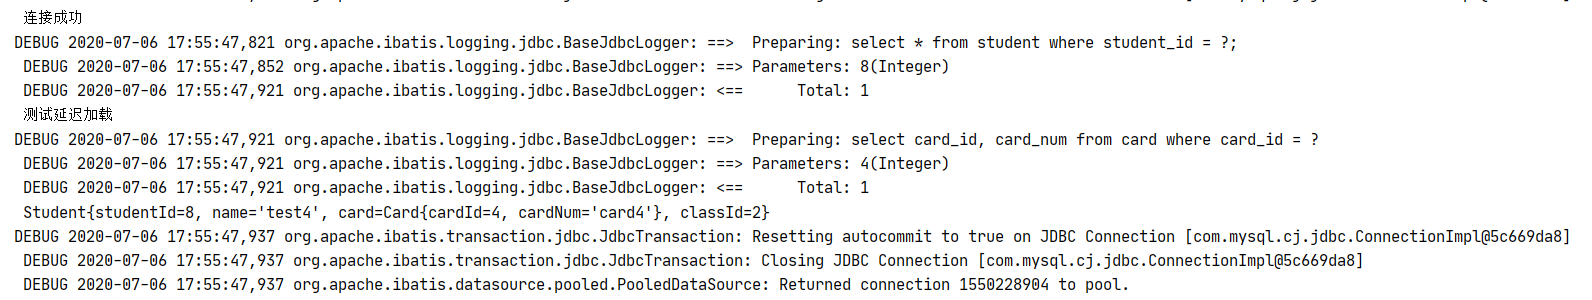 连接成功
DEBUG 2020-07-06 17:55:47,821 org.apache.ibatis.logging.jdbc.BaseJdbcLogger: ==>  Preparing: select * from student where student_id = ?;
DEBUG 2020-07-06 17:55:47,852 org.apache.ibatis.logging.jdbc.BaseJdbcLogger: ==> Parameters: 8(Integer)
DEBUG 2020-07-06 17:55:47,921 org.apache.ibatis.logging.jdbc.BaseJdbcLogger: <==      Total: 1
测试延迟加载
DEBUG 2020-07-06 17:55:47,921 org.apache.ibatis.logging.jdbc.BaseJdbcLogger: ==>  Preparing: select card_id, card_num from card where card_id = ?
DEBUG 2020-07-06 17:55:47,921 org.apache.ibatis.logging.jdbc.BaseJdbcLogger: ==> Parameters: 4(Integer)
DEBUG 2020-07-06 17:55:47,921 org.apache.ibatis.logging.jdbc.BaseJdbcLogger: <==      Total: 1
Student{studentId=8, name='test4', card=Card{cardId=4, cardNum='card4'}, classId=2}
DEBUG 2020-07-06 17:55:47,937 org.apache.ibatis.transaction.jdbc.JdbcTransaction: Resetting autocommit to true on JDBC Connection [com.mysql.cj.jdbc.ConnectionImpl@5c669da8]
DEBUG 2020-07-06 17:55:47,937 org.apache.ibatis.transaction.jdbc.JdbcTransaction: Closing JDBC Connection [com.mysql.cj.jdbc.ConnectionImpl@5c669da8]
DEBUG 2020-07-06 17:55:47,937 org.apache.ibatis.datasource.pooled.PooledDataSource: Returned connection 1550228904 to pool.